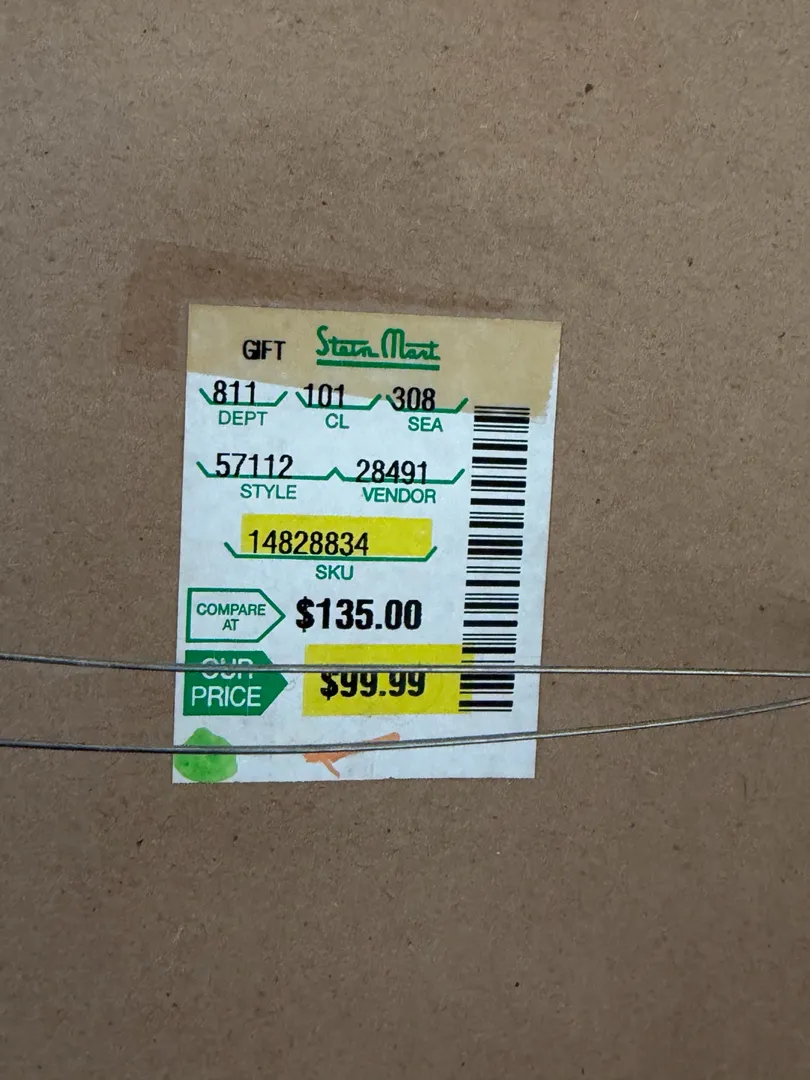 GIFT Stein Mart
811 101 308
DEPT CL SEA
57112 28491
STYLE VENDOR
14828834
SKU
COMPARE AT $135.00
OUR PRICE $99.99